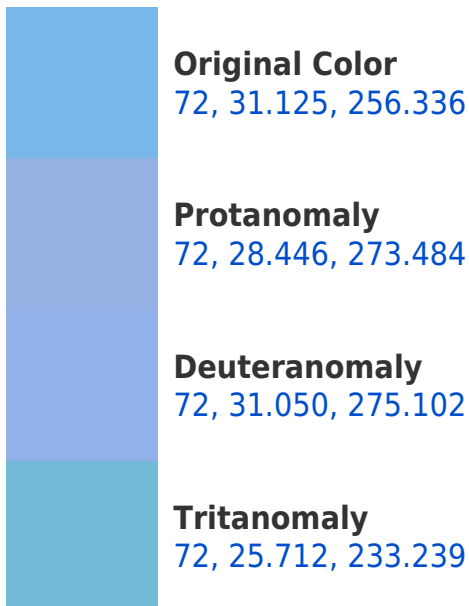 Original Color
72, 31.125, 256.336
Protanomaly
72, 28.446, 273.484
Deuteranomaly
72, 31.050, 275.102
Tritanomaly
72, 25.712, 233.239